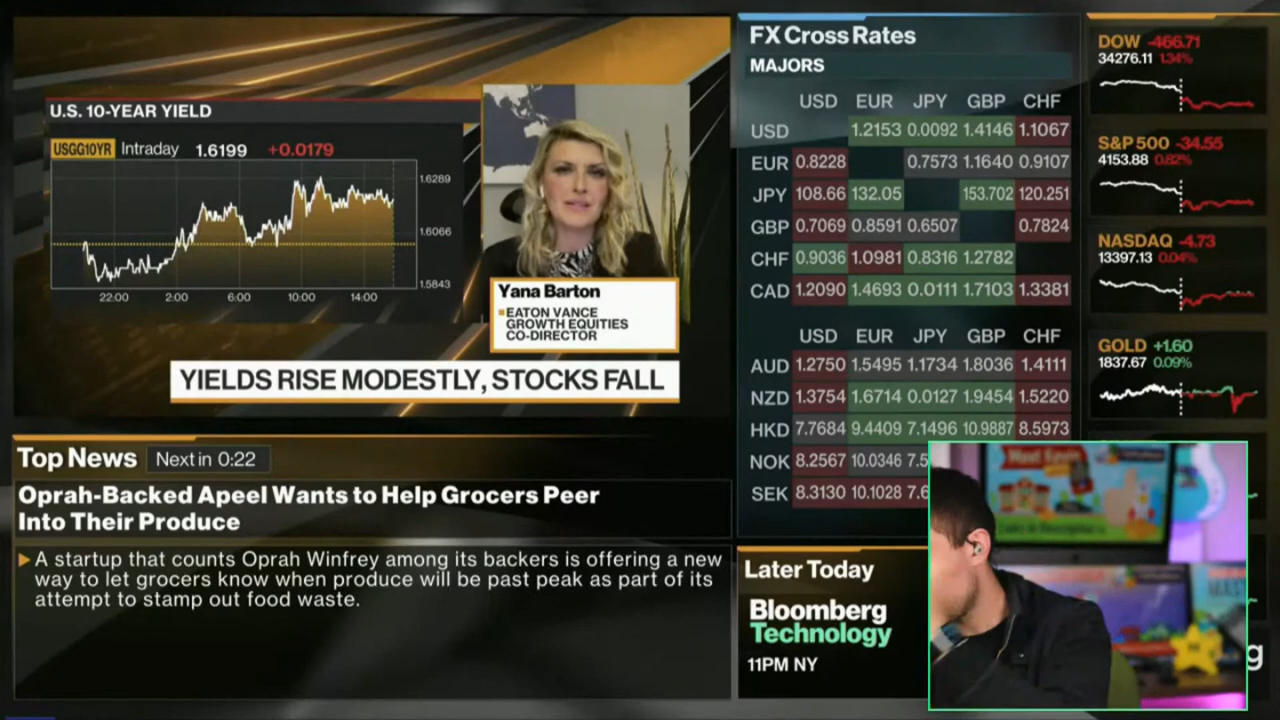 U.S. 10-YEAR YIELD
USGG10YR Intraday 1.6199 +0.0179
1.6289
1.6066
1.5843
22:00 2:00 6:00 10:00 14:00
Yana Barton
EATON VANCE
GROWTH EQUITIES
CO-DIRECTOR
YIELDS RISE MODESTLY, STOCKS FALL
Top News Next in 0:22
Oprah-Backed Apeel Wants to Help Grocers Peer
Into Their Produce
A startup that counts Oprah Winfrey among its backers is offering a new
way to let grocers know when produce will be past peak as part of its
attempt to stamp out food waste.
FX Cross Rates
MAJORS
USD EUR JPY GBP CHF
USD 1.2153 0.0092 1.4146 1.1067
EUR 0.8228 0.7573 1.1640 0.9107
JPY 108.66 132.05 153.702 120.251
GBP 0.7069 0.8591 0.6507 0.7824
CHF 0.9036 1.0981 0.8316 1.2782
CAD 1.2090 1.4693 0.0111 1.7103 1.3381
USD EUR JPY GBP CHF
AUD 1.2750 1.5495 1.1734 1.8036 1.4111
NZD 1.3754 1.6714 0.0127 1.9454 1.5220
HKD 7.7684 9.4409 7.1496 10.9887 8.5973
NOK 8.2567 10.0346 7.5
SEK 8.3130 10.1028 7.6
Later Today
Bloomberg
Technology
11PM NY
DOW -466.71
34276.11 1.34%
S&P 500 -34.55
4153.88 0.82%
NASDAQ -4.73
13397.13 0.04%
GOLD +1.60
1837.67 0.09%
Meet Kevin
g